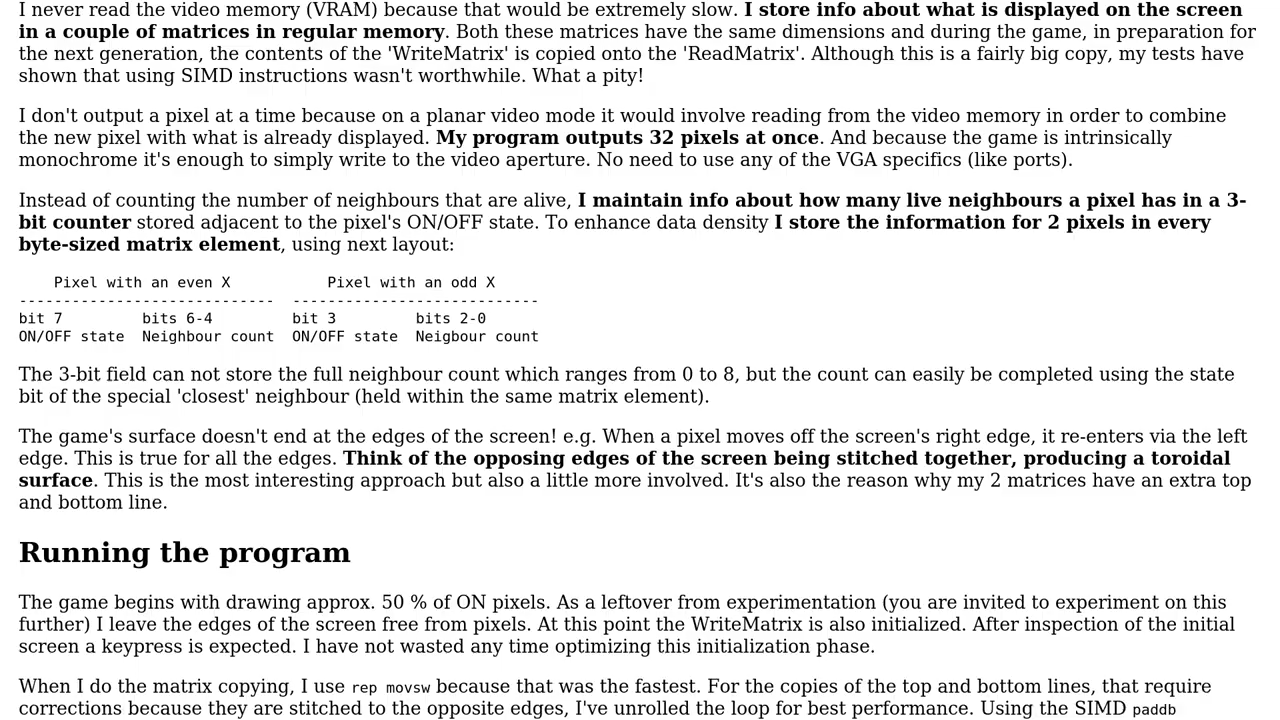 I never read the video memory (VRAM) because that would be extremely slow. I store info about what is displayed on the screen
in a couple of matrices in regular memory. Both these matrices have the same dimensions and during the game, in preparation for
the next generation, the contents of the 'WriteMatrix' is copied onto the 'ReadMatrix'. Although this is a fairly big copy, my tests have
shown that using SIMD instructions wasn't worthwhile. What a pity!
I don't output a pixel at a time because on a planar video mode it would involve reading from the video memory in order to combine
the new pixel with what is already displayed. My program outputs 32 pixels at once. And because the game is intrinsically
monochrome it's enough to simply write to the video aperture. No need to use any of the VGA specifics (like ports).
Instead of counting the number of neighbours that are alive, I maintain info about how many live neighbours a pixel has in a 3-
bit counter stored adjacent to the pixel's ON/OFF state. To enhance data density I store the information for 2 pixels in every
byte-sized matrix element, using next layout:
    Pixel with an even X           Pixel with an odd X
-----------------------------  ----------------------------
bit 7         bits 6-4         bit 3         bits 2-0
ON/OFF state  Neighbour count  ON/OFF state  Neigbour count
The 3-bit field can not store the full neighbour count which ranges from 0 to 8, but the count can easily be completed using the state
bit of the special 'closest' neighbour (held within the same matrix element).
The game's surface doesn't end at the edges of the screen! e.g. When a pixel moves off the screen's right edge, it re-enters via the left
edge. This is true for all the edges. Think of the opposing edges of the screen being stitched together, producing a toroidal
surface. This is the most interesting approach but also a little more involved. It's also the reason why my 2 matrices have an extra top
and bottom line.
Running the program
The game begins with drawing approx. 50 % of ON pixels. As a leftover from experimentation (you are invited to experiment on this
further) I leave the edges of the screen free from pixels. At this point the WriteMatrix is also initialized. After inspection of the initial
screen a keypress is expected. I have not wasted any time optimizing this initialization phase.
When I do the matrix copying, I use rep movsw because that was the fastest. For the copies of the top and bottom lines, that require
corrections because they are stitched to the opposite edges, I've unrolled the loop for best performance. Using the SIMD paddb